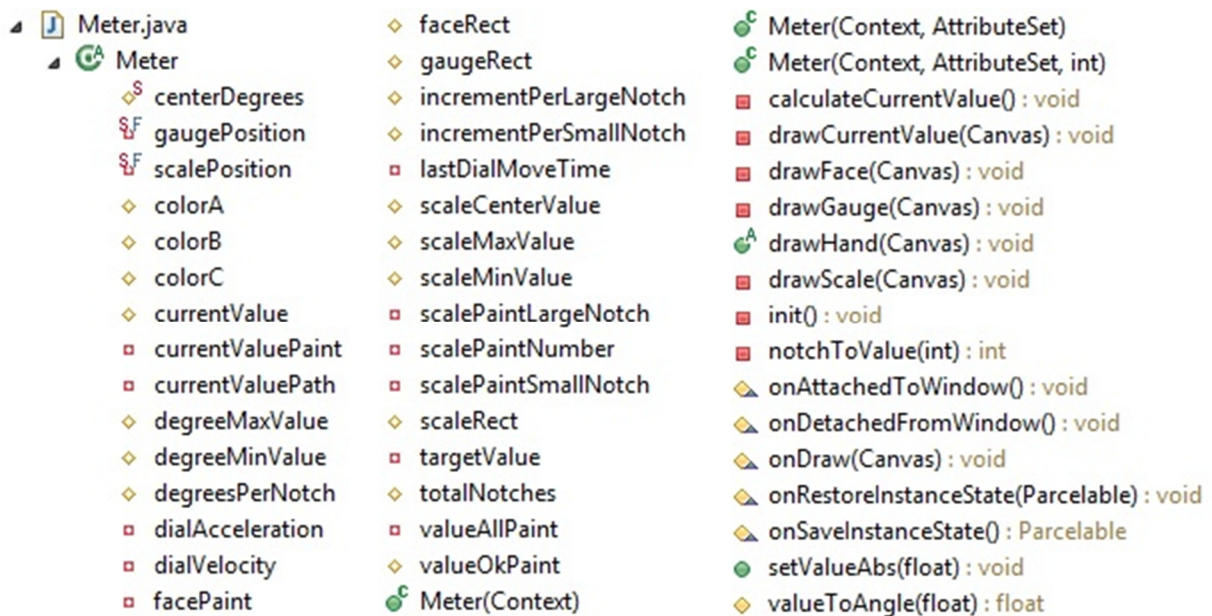 Meter.java
Meter
centerDegrees
gaugePosition
scalePosition
colorA
colorB
colorC
currentValue
currentValuePaint
currentValuePath
degreeMaxValue
degreeMinValue
degreesPerNotch
dialAcceleration
dialVelocity
facePaint
faceRect
gaugeRect
incrementPerLargeNotch
incrementPerSmallNotch
lastDialMoveTime
scaleCenterValue
scaleMaxValue
scaleMinValue
scalePaintLargeNotch
scalePaintNumber
scalePaintSmallNotch
scaleRect
targetValue
totalNotches
valueAllPaint
valueOkPaint
Meter(Context)
Meter(Context, AttributeSet)
Meter(Context, AttributeSet, int)
calculateCurrentValue() : void
drawCurrentValue(Canvas) : void
drawFace(Canvas) : void
drawGauge(Canvas) : void
drawHand(Canvas) : void
drawScale(Canvas) : void
init() : void
notchToValue(int) : int
onAttachedToWindow() : void
onDetachedFromWindow() : void
onDraw(Canvas) : void
onRestoreInstanceState(Parcelable) : void
onSaveInstanceState() : Parcelable
setValueAbs(float) : void
valueToAngle(float) : float